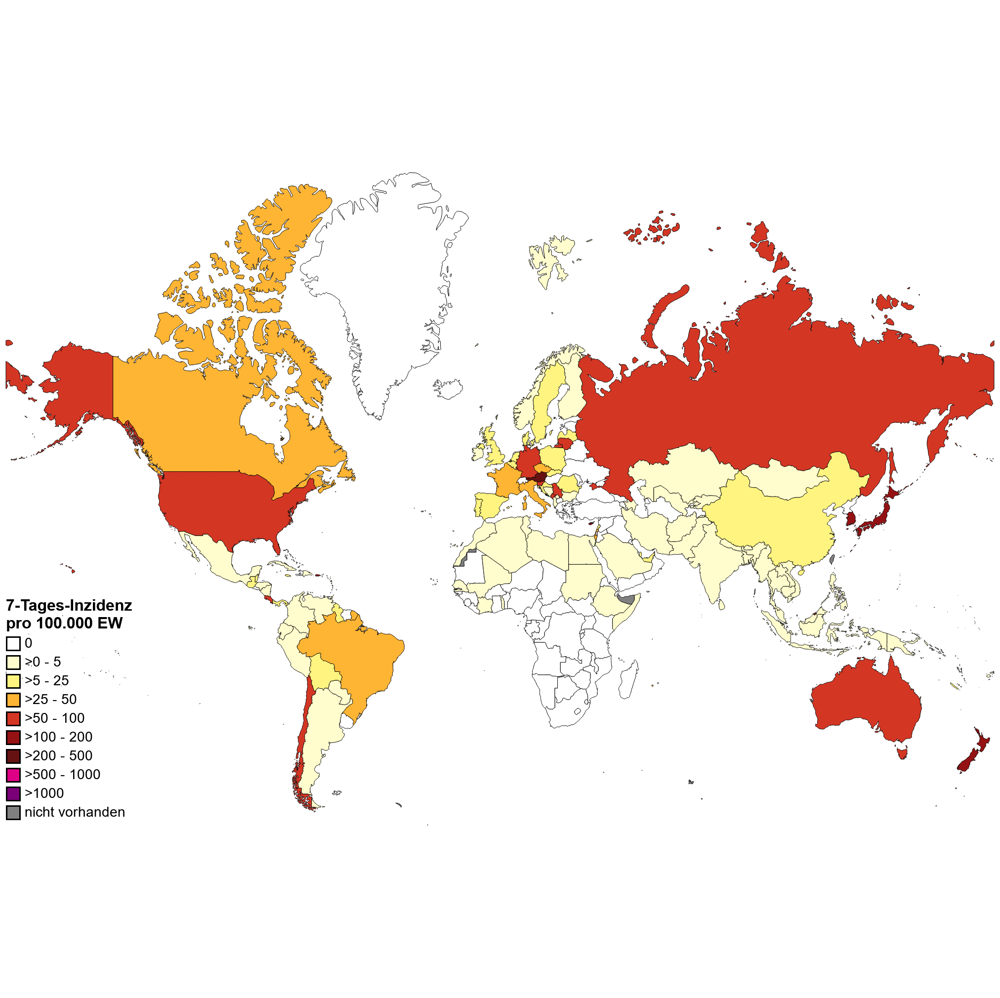 7-Tages-Inzidenz
pro 100.000 EW
0
>0 - 5
>5 - 25
>25 - 50
>50 - 100
>100 - 200
>200 - 500
>500 - 1000
>1000
nicht vorhanden